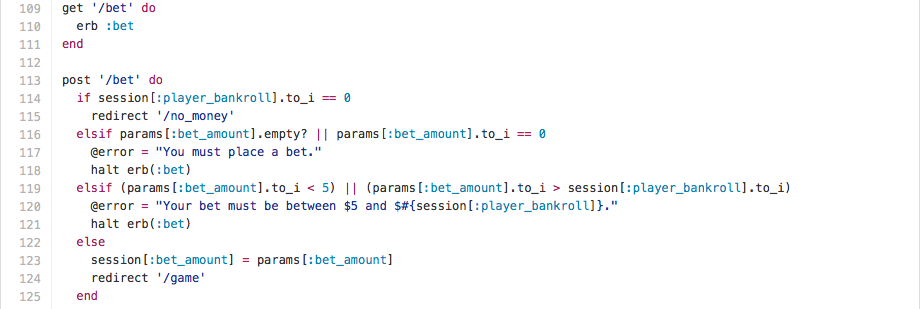 109 get '/bet' do
110   erb :bet
111 end
112
113 post '/bet' do
114   if session[:player_bankroll].to_i == 0
115     redirect '/no_money'
116   elsif params[:bet_amount].empty? || params[:bet_amount].to_i == 0
117     @error = "You must place a bet."
118     halt erb(:bet)
119   elsif (params[:bet_amount].to_i < 5) || (params[:bet_amount].to_i > session[:player_bankroll].to_i)
120     @error = "Your bet must be between $5 and $#{session[:player_bankroll]}."
121     halt erb(:bet)
122   else
123     session[:bet_amount] = params[:bet_amount]
124     redirect '/game'
125   end